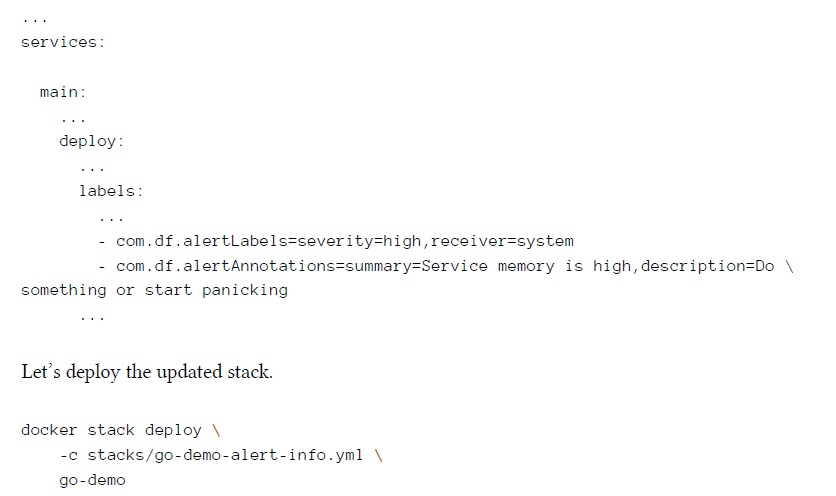 ...
services:
  main:
    ...
    deploy:
      ...
      labels:
        ...
        - com.df.alertLabels=severity=high,receiver=system
        - com.df.alertAnnotations=summary=Service memory is high,description=Do \
something or start panicking
      ...
Let’s deploy the updated stack.
docker stack deploy \
    -c stacks/go-demo-alert-info.yml \
    go-demo